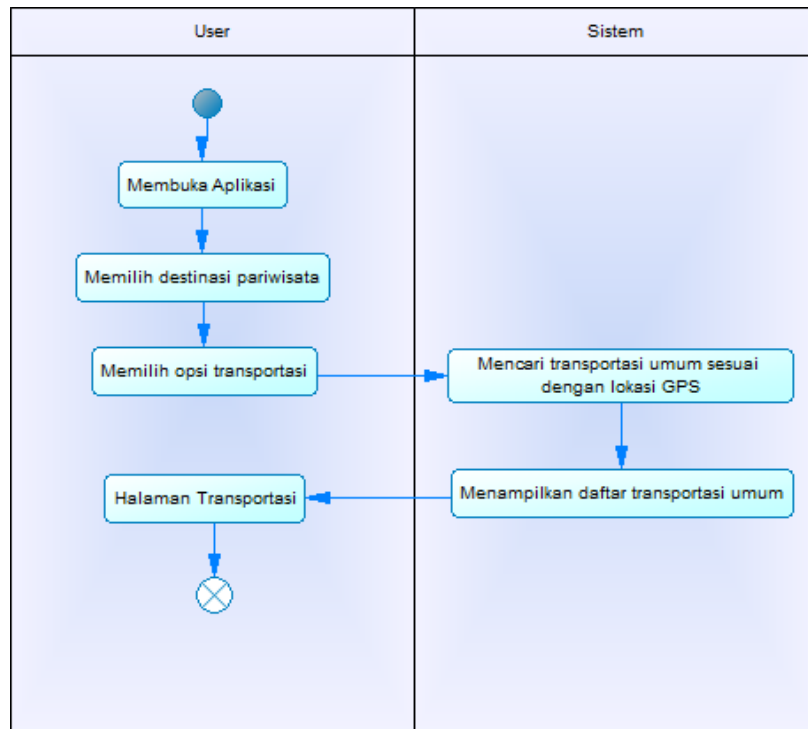 User
Sistem
Membuka Aplikasi
Memilih destinasi pariwisata
Memilih opsi transportasi
Mencari transportasi umum sesuai
dengan lokasi GPS
Menampilkan daftar transportasi umum
Halaman Transportasi